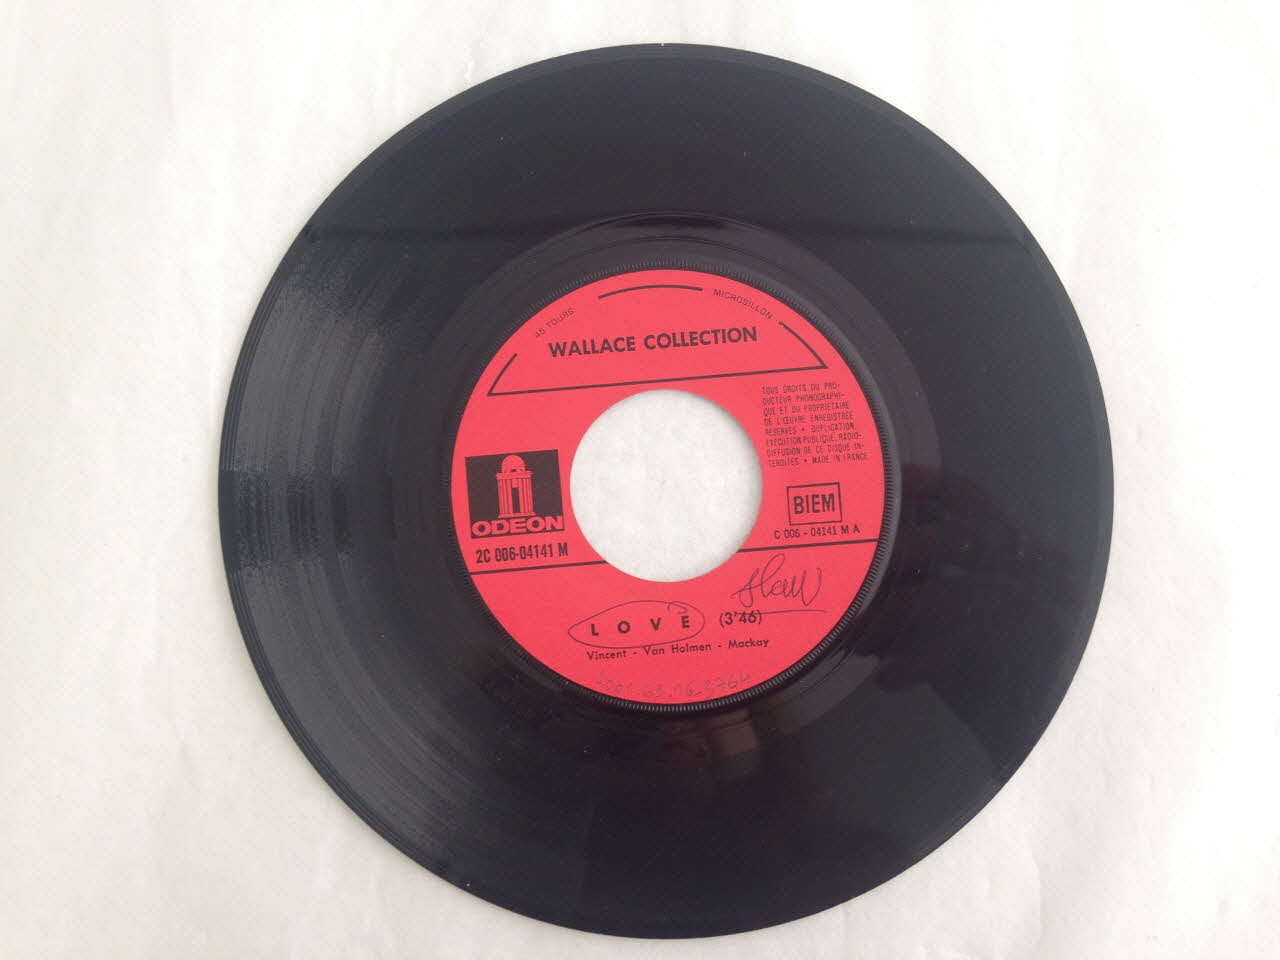 45 TOURS
MICROSILLON
WALLACE COLLECTION
TOUS DROITS DU PRO-
DUCTEUR PHONOGRAPHI-
QUE ET DU PROPRIETAIRE
DE L'ŒUVRE ENREGISTREE
RESERVES • DUPLICATION,
EXECUTION PUBLIQUE, RADIO-
DIFFUSION DE CE DISQUE IN-
TERDITES • MADE IN FRANCE
ODEON
2C 006-04141 M
BIEM
C 006 - 04141 M A
slow
LOVE (3'46)
Vincent - Van Holmen - Mackay